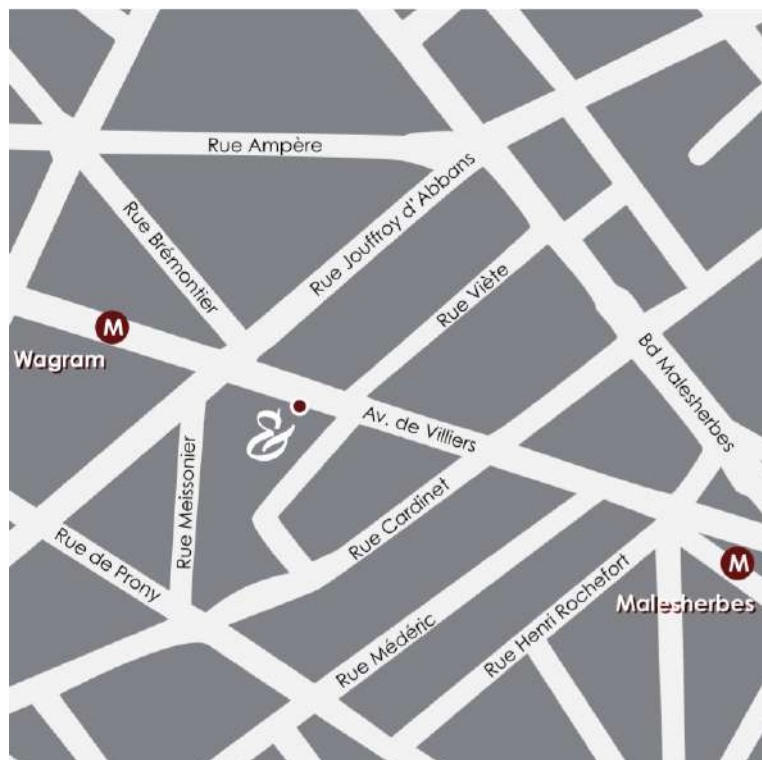 Rue Ampère
Rue Jouffroy d'Abbans
Rue Brémontier
Rue Viète
M
Wagram
Bd Malesherbes
Av. de Villiers
&
Rue Meissonier
Rue Cardinet
Rue de Prony
M
Malesherbes
Rue Henri Rochefort
Rue Médéric